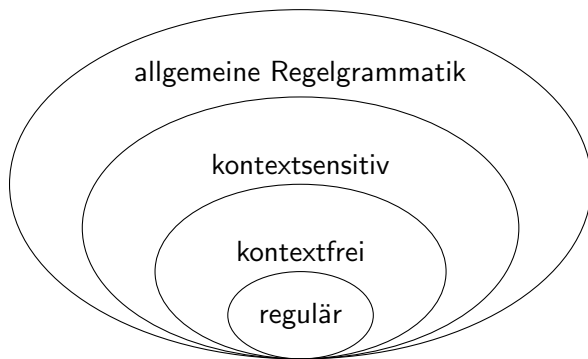 allgemeine Regelgrammatik
kontextsensitiv
kontextfrei
regulär